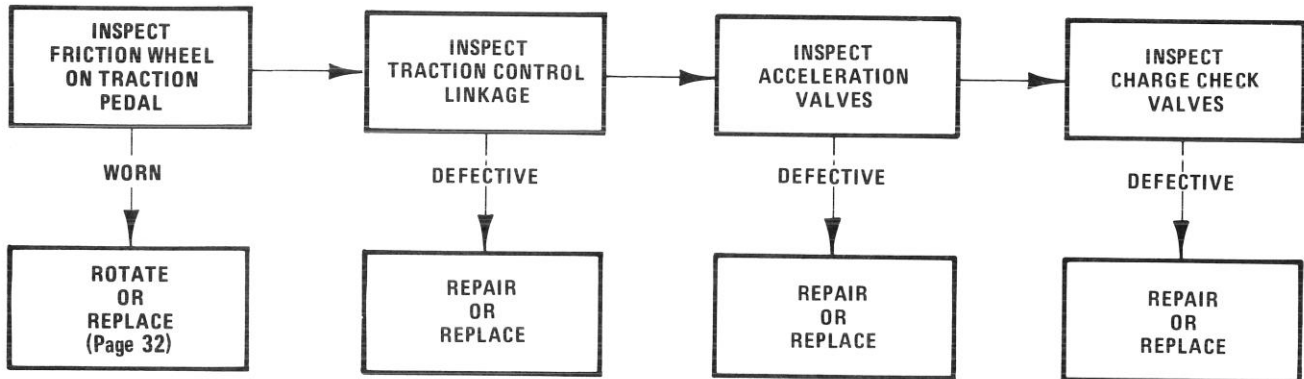 INSPECT
FRICTION WHEEL
ON TRACTION
PEDAL
INSPECT
TRACTION CONTROL
LINKAGE
INSPECT
ACCELERATION
VALVES
INSPECT
CHARGE CHECK
VALVES
WORN
DEFECTIVE
DEFECTIVE
DEFECTIVE
ROTATE
OR
REPLACE
(Page 32)
REPAIR
OR
REPLACE
REPAIR
OR
REPLACE
REPAIR
OR
REPLACE